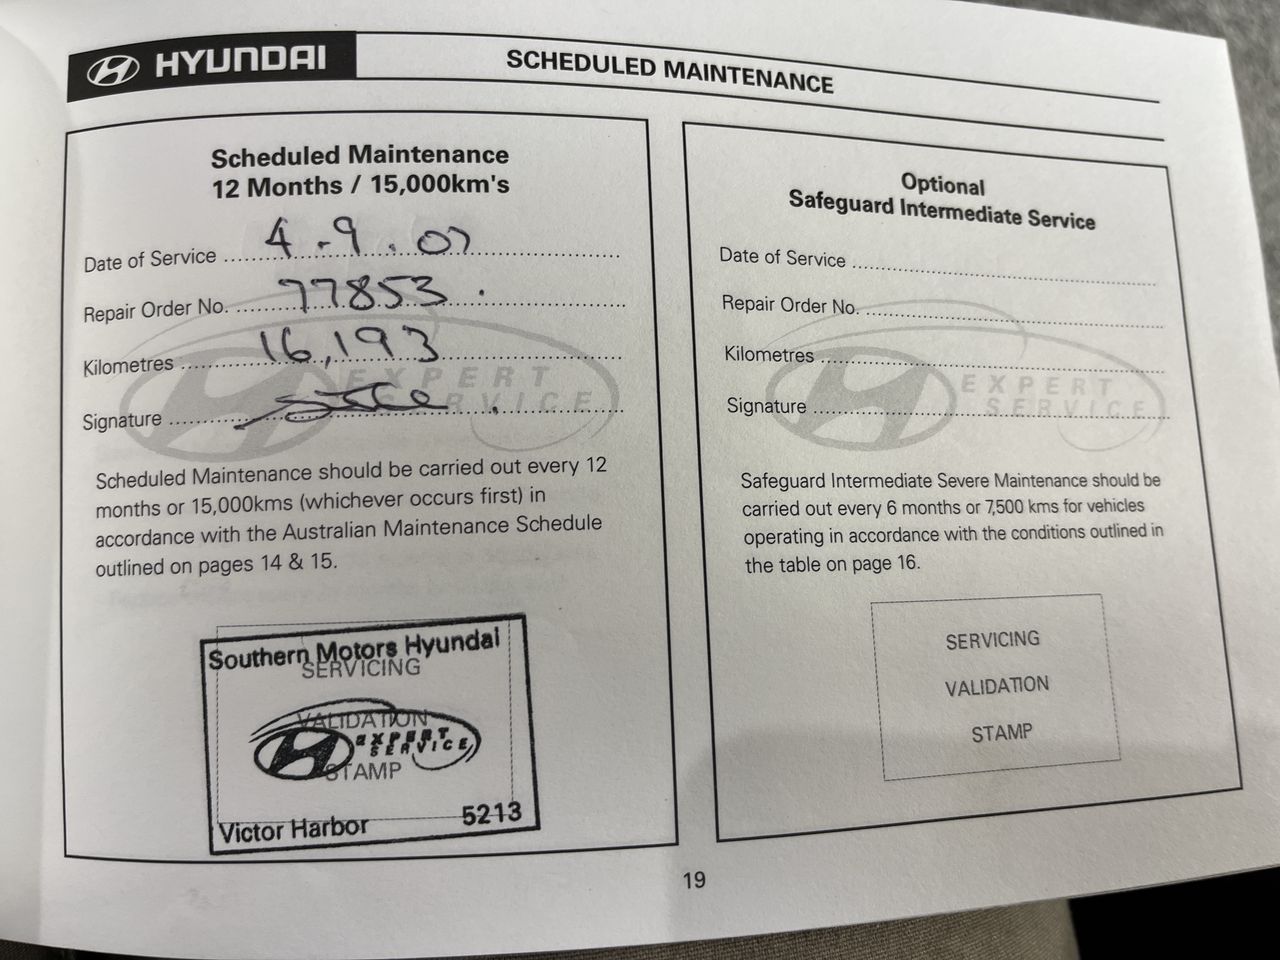 HYUNDAI
SCHEDULED MAINTENANCE
Scheduled Maintenance
12 Months / 15,000km's
Date of Service 4.9.07
Repair Order No. 77853.
Kilometres 16,193
Signature
EXPERT
SERVICE
Scheduled Maintenance should be carried out every 12
months or 15,000kms (whichever occurs first) in
accordance with the Australian Maintenance Schedule
outlined on pages 14 & 15.
Southern Motors Hyundai
SERVICING
VALIDATION
EXPERT
SERVICE
STAMP
Victor Harbor 5213
Optional
Safeguard Intermediate Service
Date of Service
Repair Order No.
Kilometres
Signature
EXPERT
SERVICE
Safeguard Intermediate Severe Maintenance should be
carried out every 6 months or 7,500 kms for vehicles
operating in accordance with the conditions outlined in
the table on page 16.
SERVICING
VALIDATION
STAMP
19